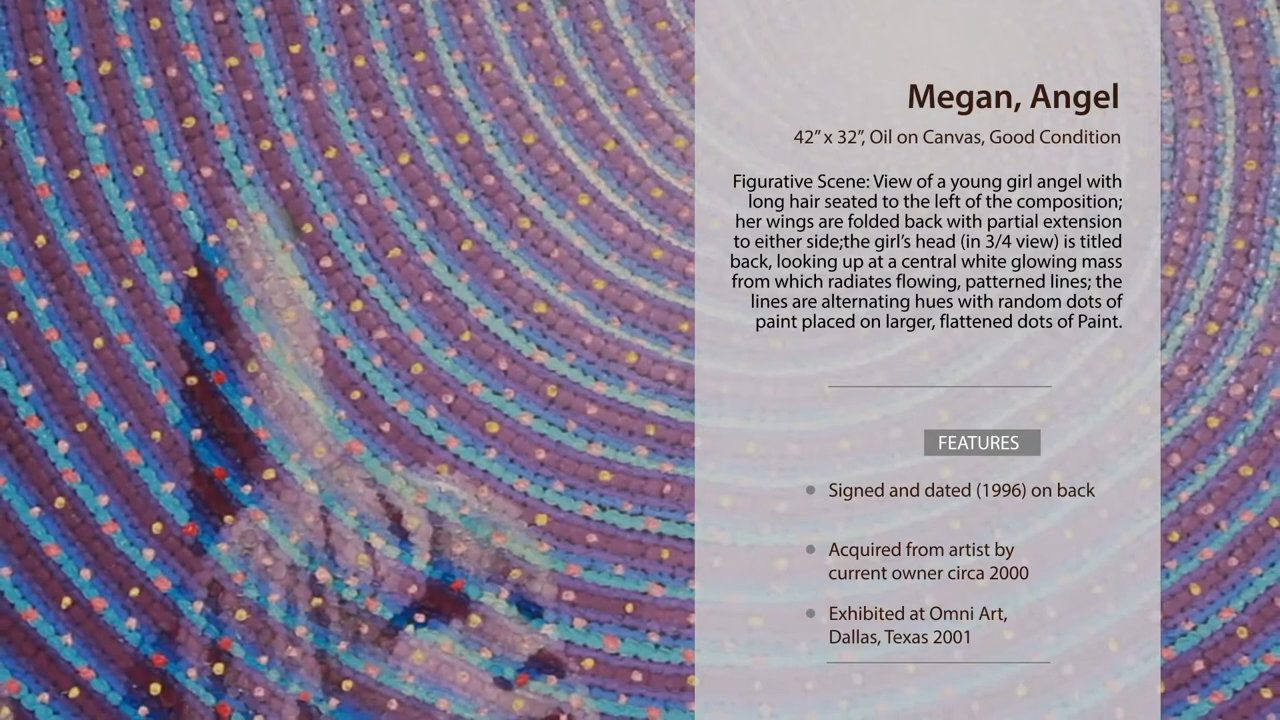 Megan, Angel
42” x 32”, Oil on Canvas, Good Condition
Figurative Scene: View of a young girl angel with
long hair seated to the left of the composition;
her wings are folded back with partial extension
to either side;the girl’s head (in 3/4 view) is titled
back, looking up at a central white glowing mass
from which radiates flowing, patterned lines; the
lines are alternating hues with random dots of
paint placed on larger, flattened dots of Paint.
FEATURES
Signed and dated (1996) on back
Acquired from artist by
current owner circa 2000
Exhibited at Omni Art,
Dallas, Texas 2001